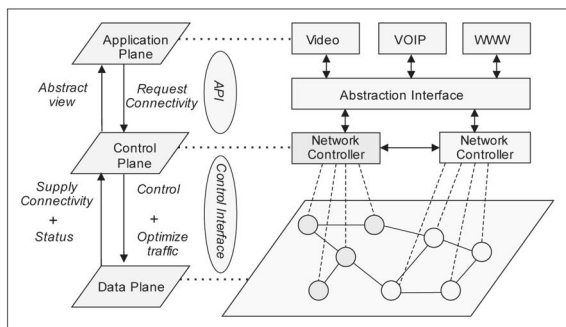 Application
Plane
Video
VOIP
WWW
Abstract
view
Request
Connectivity
API
Abstraction Interface
Control
Plane
Network
Controller
Network
Controller
Supply
Connectivity
+
Status
Control
+
Optimize
traffic
Control Interface
Data Plane